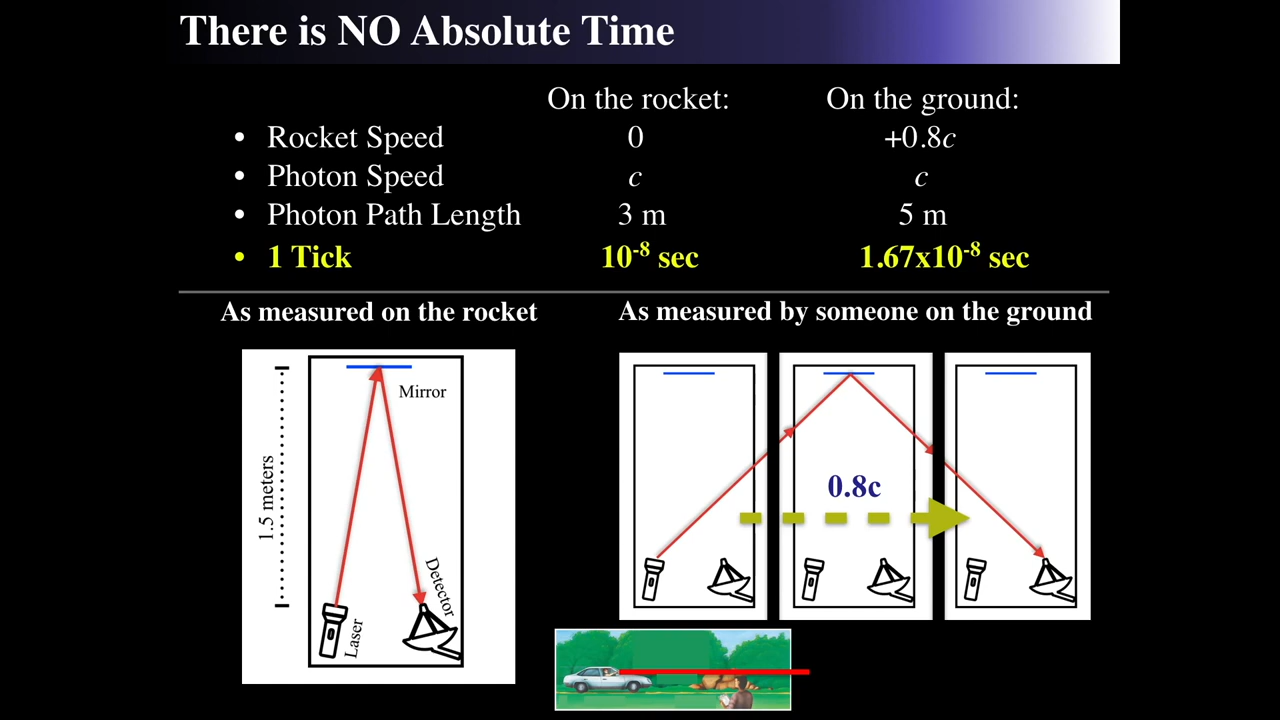 There is NO Absolute Time
On the rocket: On the ground:
• Rocket Speed 0 +0.8c
• Photon Speed c c
• Photon Path Length 3 m 5 m
• 1 Tick 10⁻⁸ sec 1.67x10⁻⁸ sec
As measured on the rocket
As measured by someone on the ground
Mirror
1.5 meters
Detector
Laser
0.8c